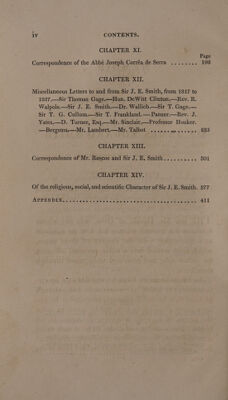 iv CONTENTS.
CHAPTER XI.
Page
Correspondence of the Abbé Joseph Corrêa de Serra ........ 193
CHAPTER XII.
Miscellaneous Letters to and from Sir J. E. Smith, from 1817 to
1827.—Sir Thomas Gage.—Hon. DeWitt Clinton.—Rev. R.
Walpole.—Sir J. E. Smith.—Dr. Wallich.—Sir T. Gage.—
Sir T. G. Cullum.—Sir T. Frankland.—Panzer.—Rev. J.
Yates.—D. Turner, Esq.—Mr. Sinclair.—Professor Hooker.
—Bergsma.—Mr. Lambert.—Mr. Talbot ............
CHAPTER XIII.
Correspondence of Mr. Roscoe and Sir J. E. Smith.......... 301
CHAPTER XIV.
Of the religious, social, and scientific Character of Sir J. E. Smith. 377
APPENDIX........................................ 411